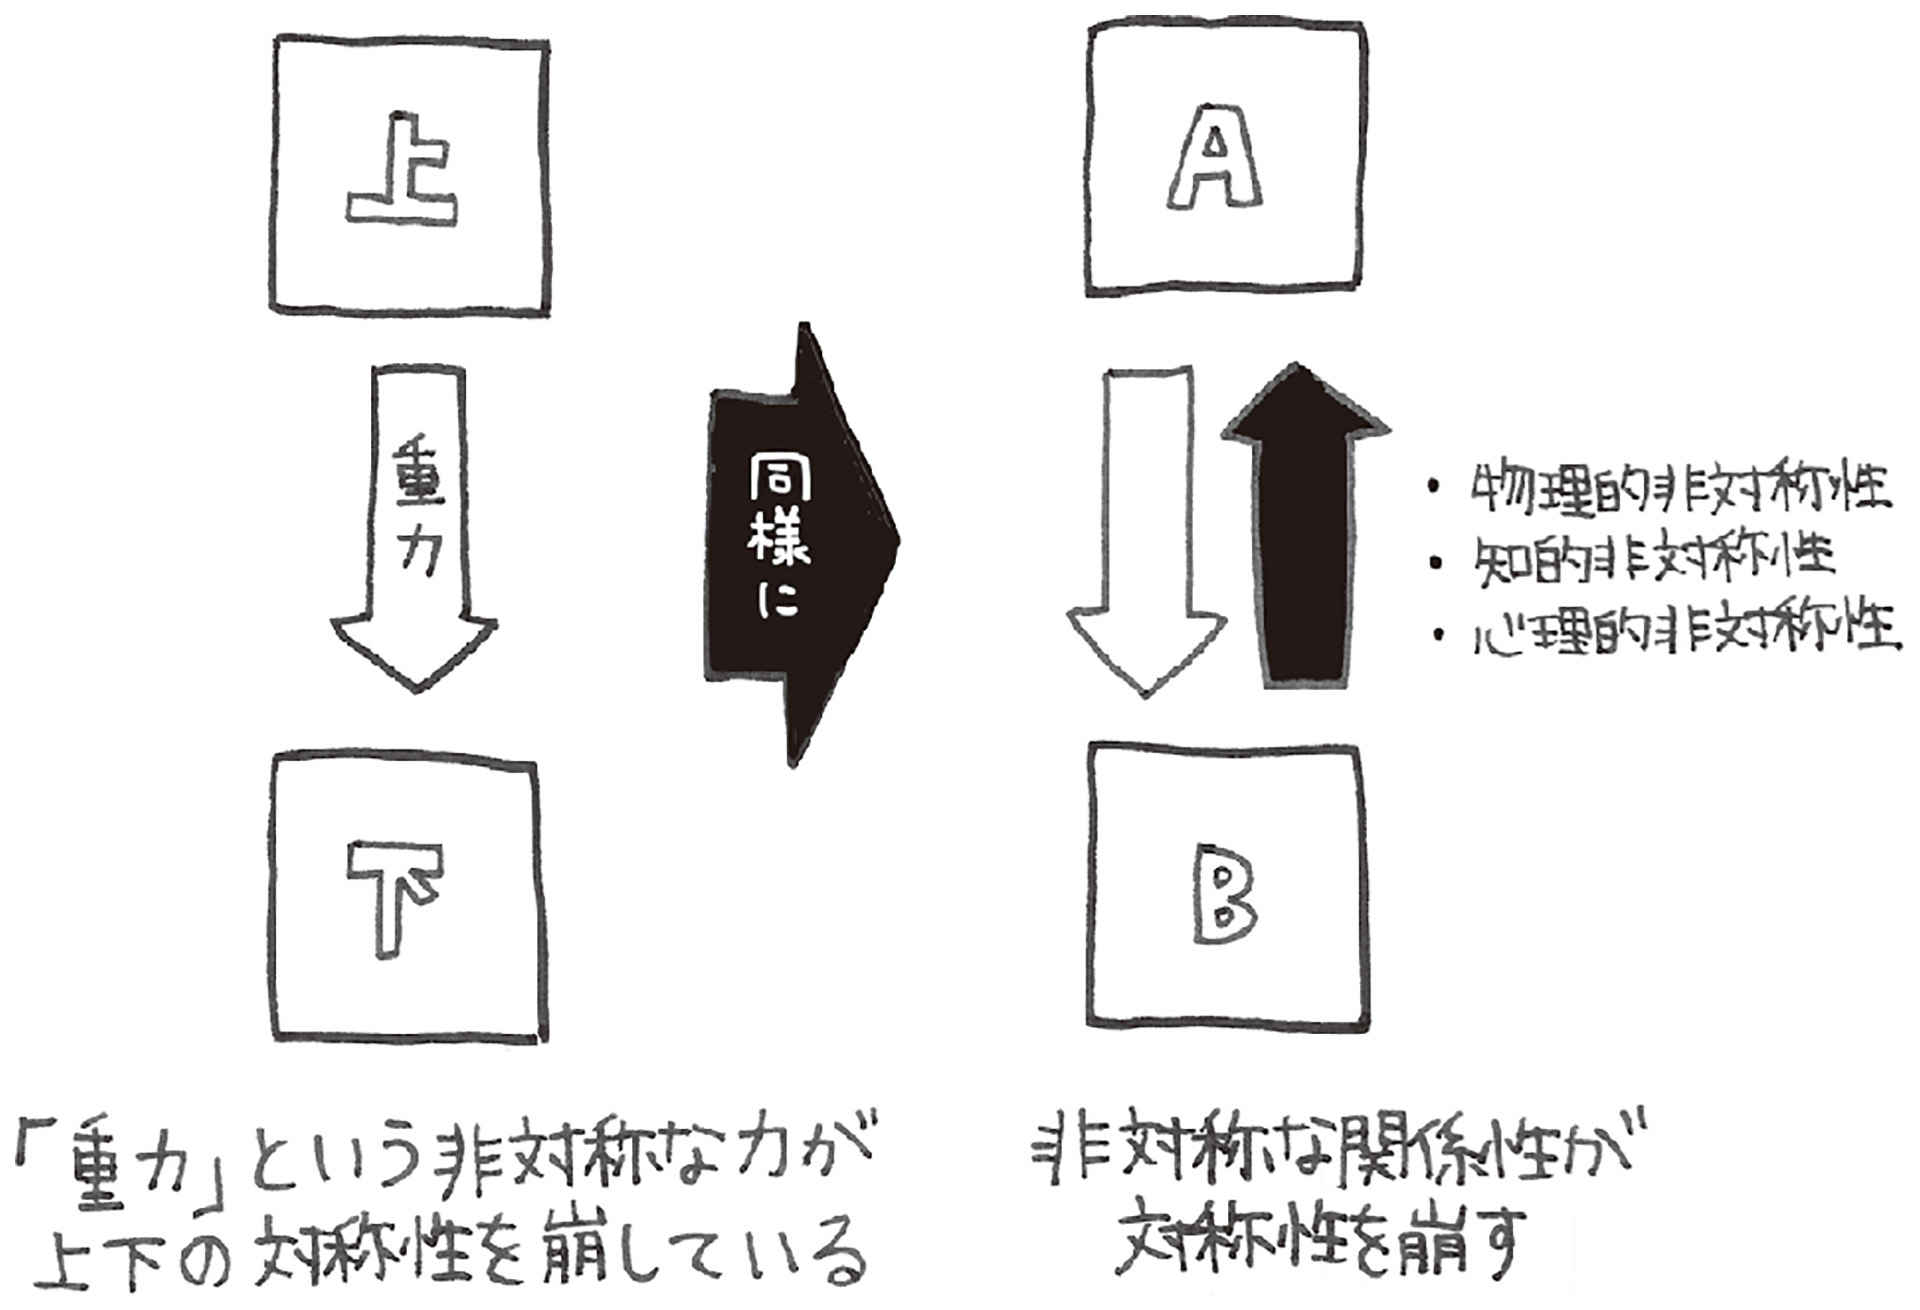 上
重力
下
「重力」という非対称な力が
上下の対称性を崩している
同様に
A
・物理的非対称性
・知的非対称性
・心理的非対称性
B
非対称な関係性が
対称性を崩す